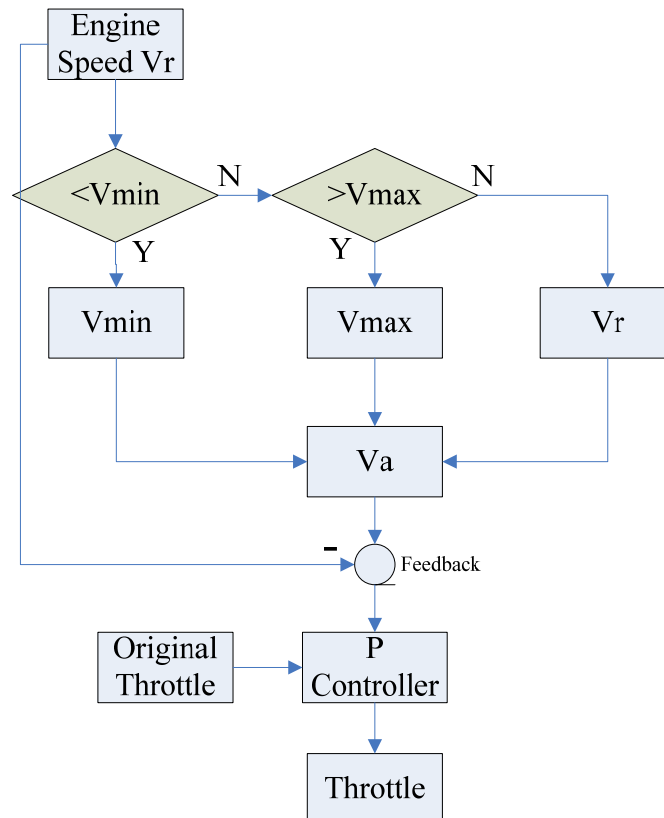 Engine
Speed Vr
<Vmin
N
>Vmax
N
Y
Y
Vmin
Vmax
Vr
Va
-
Feedback
Original
Throttle
P
Controller
Throttle